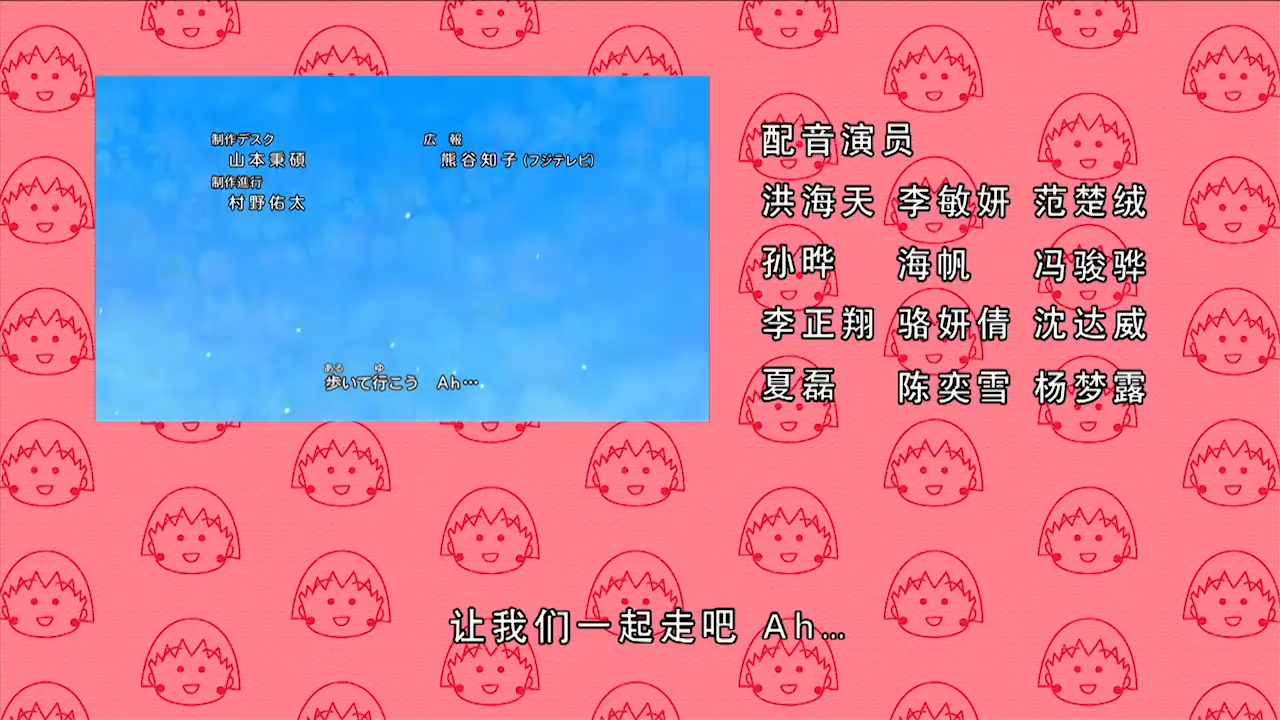 制作デスク
山本秉碩
制作進行
村野佑太
広報
熊谷知子(フジテレビ)
ある ゆ
歩いて行こう Ah…
配音演员
洪海天 李敏妍 范楚绒
孙晔 海帆 冯骏骅
李正翔 骆妍倩 沈达威
夏磊 陈奕雪 杨梦露
让我们一起走吧 Ah…